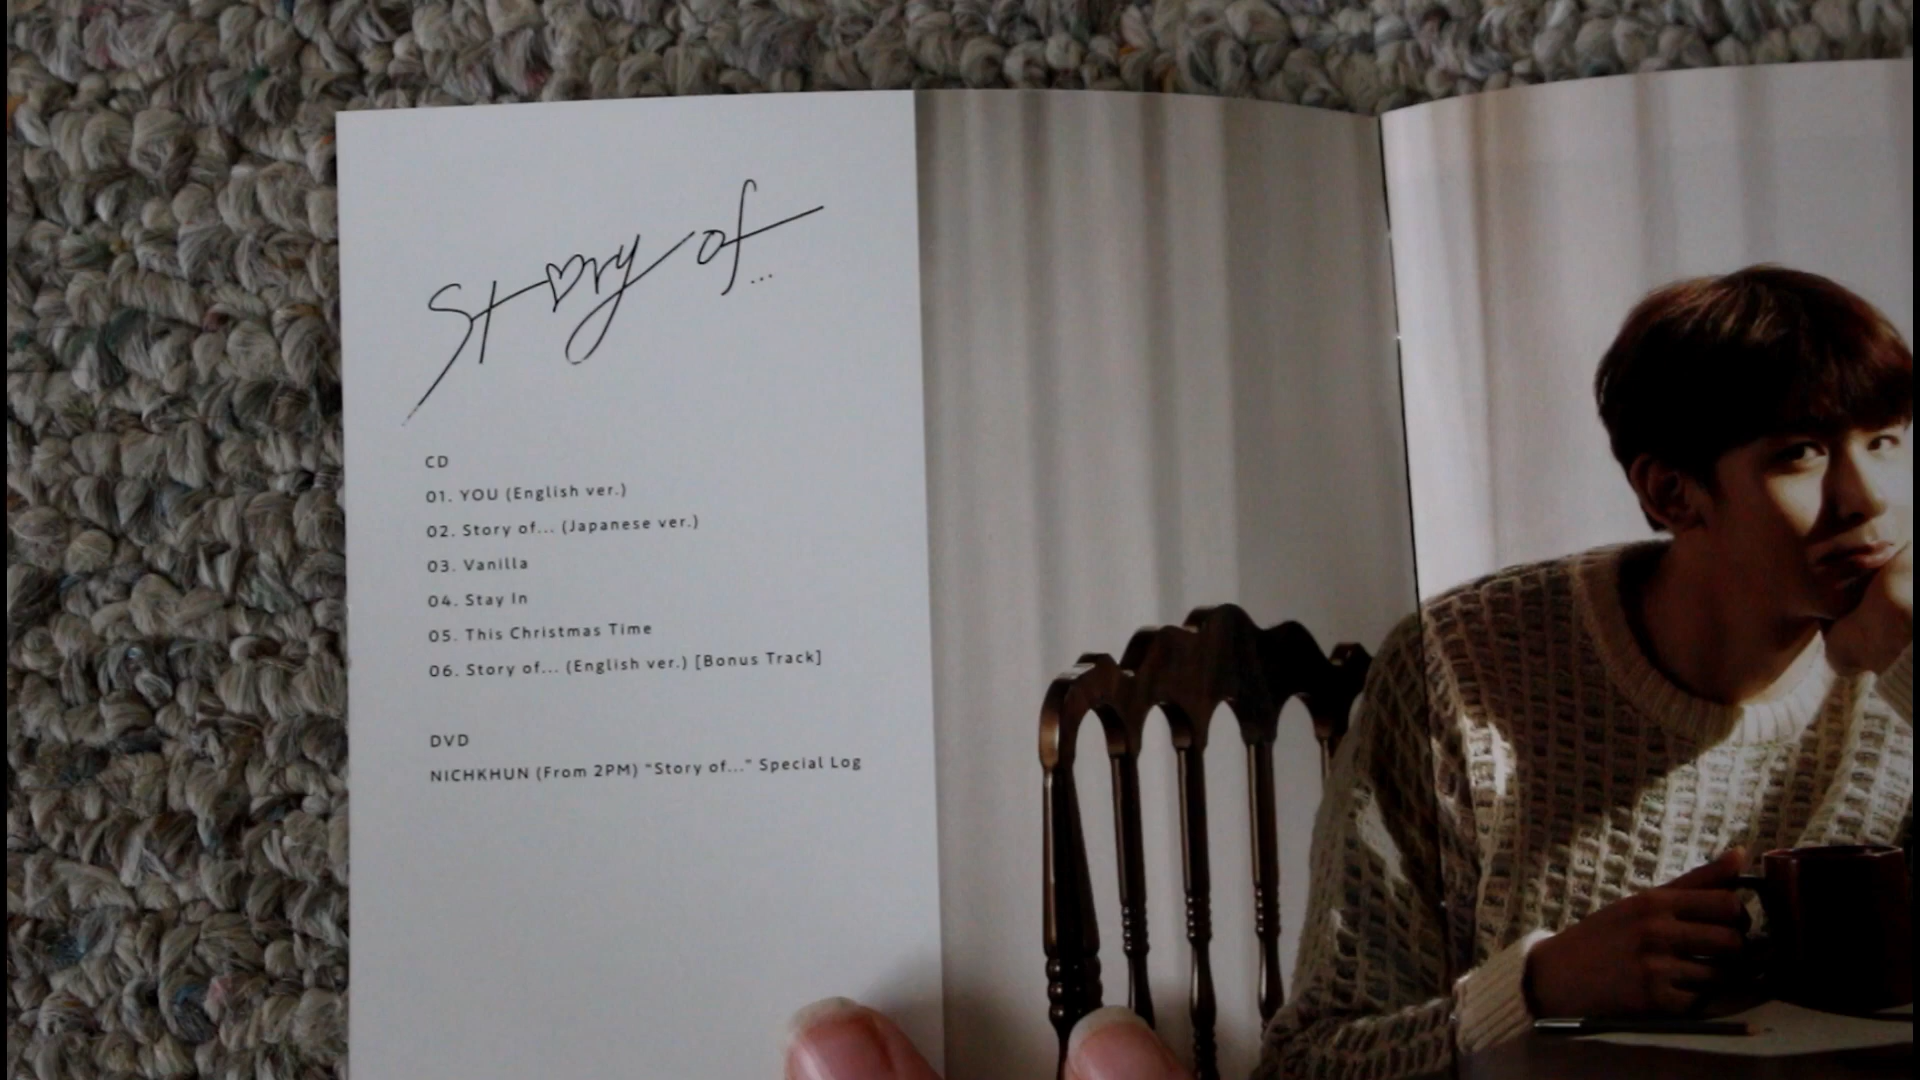 Story of...
CD
01. YOU (English ver.)
02. Story of... (Japanese ver.)
03. Vanilla
04. Stay In
05. This Christmas Time
06. Story of... (English ver.) [Bonus Track]
DVD
NICHKHUN (From 2PM) "Story of..." Special Log